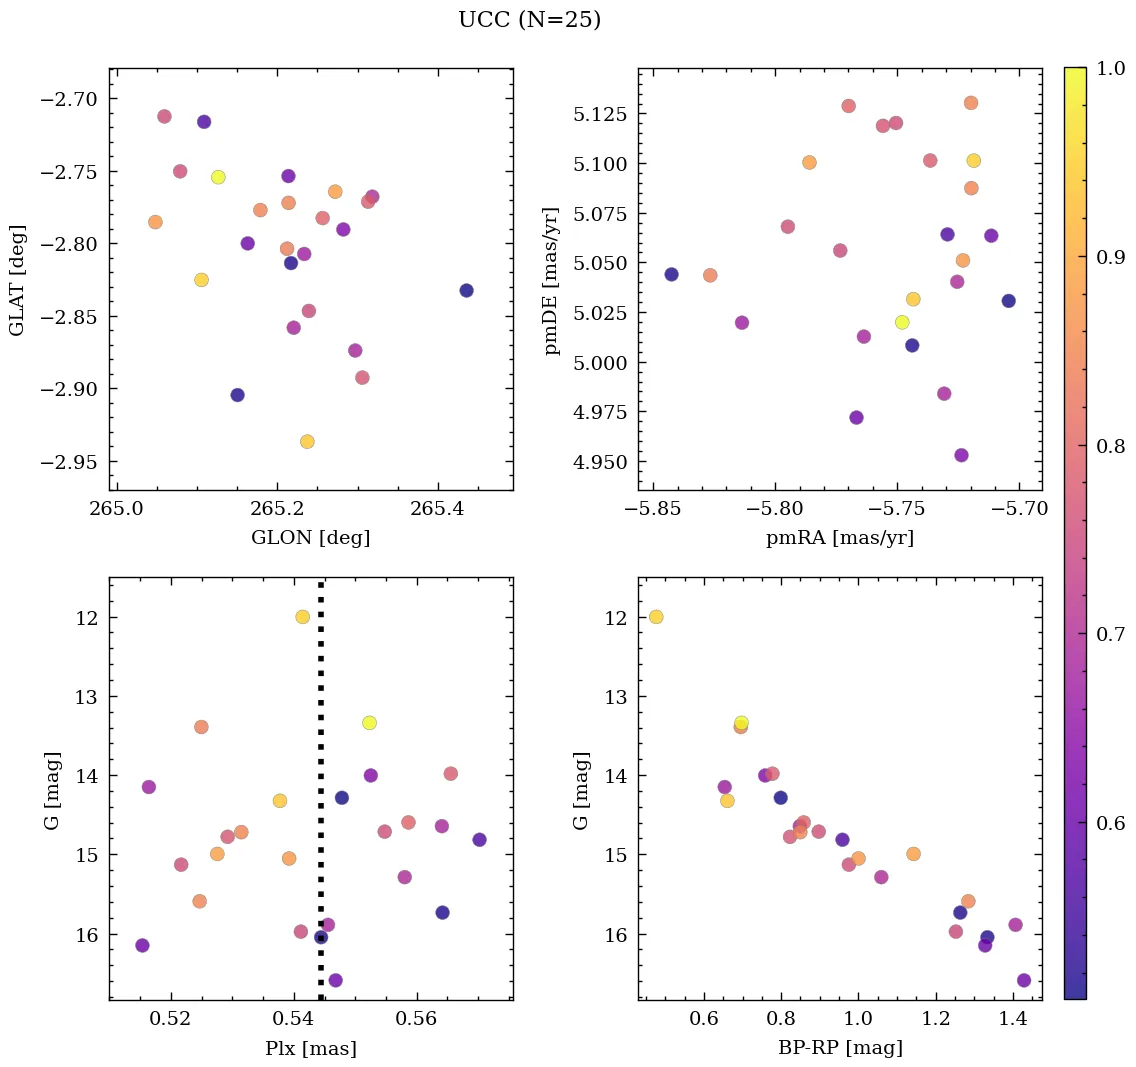 UCC (N=25)
−2.70
−2.75
−2.80
−2.85
−2.90
−2.95
GLAT [deg]
265.0 265.2 265.4
GLON [deg]
5.125
5.100
5.075
5.050
5.025
5.000
4.975
4.950
pmDE [mas/yr]
−5.85 −5.80 −5.75 −5.70
pmRA [mas/yr]
12
13
14
15
16
G [mag]
0.52 0.54 0.56
Plx [mas]
12
13
14
15
16
G [mag]
0.6 0.8 1.0 1.2 1.4
BP-RP [mag]
1.0
0.9
0.8
0.7
0.6